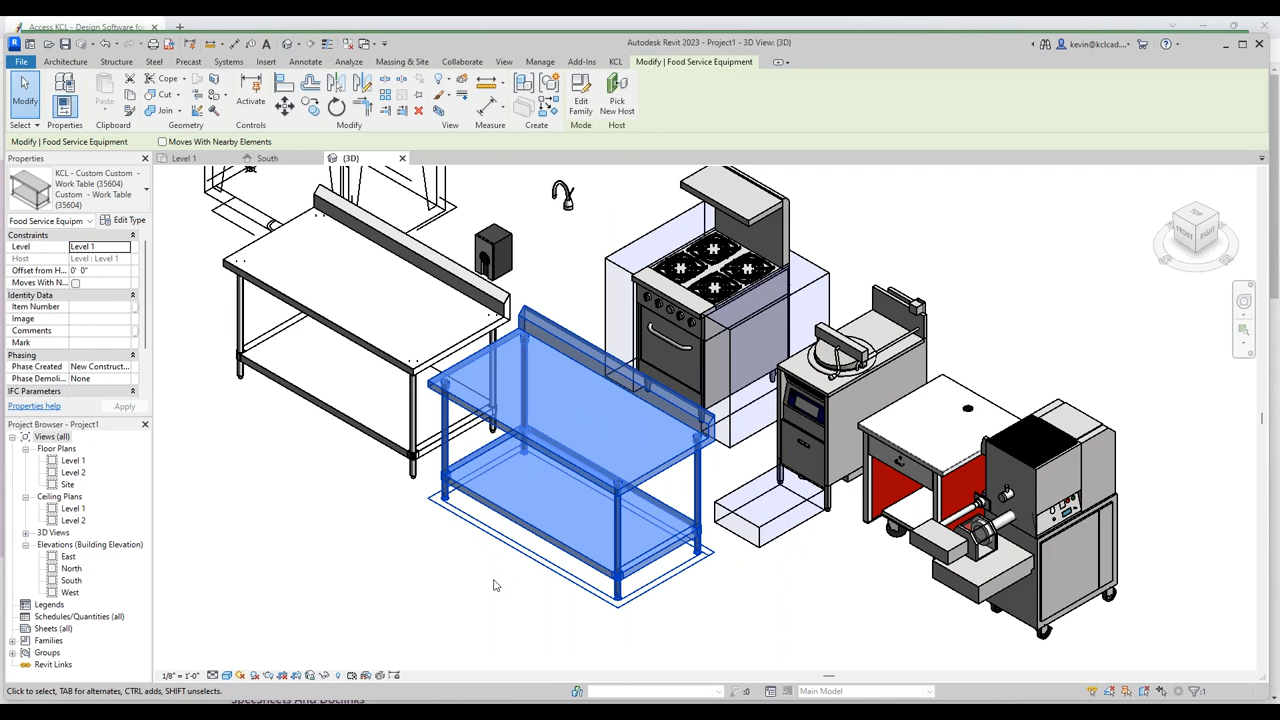 Access KCL - Design Software fo
Autodesk Revit 2023 - Project1 - 3D View: {3D}
kevin@kclcad....
File Architecture Structure Steel Precast Systems Insert Annotate Analyze Massing & Site Collaborate View Manage Add-Ins KCL Modify | Food Service Equipment
Modify
Paste
Cope
Cut
Join
Activate
Edit Family
Pick New Host
Select Properties Clipboard Geometry Controls Modify View Measure Create Mode Host
Modify | Food Service Equipment Moves With Nearby Elements
Properties
Level 1 South {3D}
KCL - Custom Custom - Work Table (35604)
Custom - Work Table (35604)
Food Service Equipm Edit Type
Constraints
Level Level 1
Host Level : Level 1
Offset from H... 0' 0"
Moves With N...
Identity Data
Item Number
Image
Comments
Mark
Phasing
Phase Created New Construct...
Phase Demoli... None
IFC Parameters
Properties help Apply
Project Browser - Project1
Views (all)
Floor Plans
Level 1
Level 2
Site
Ceiling Plans
Level 1
Level 2
3D Views
Elevations (Building Elevation)
East
North
South
West
Legends
Schedules/Quantities (all)
Sheets (all)
Families
Groups
Revit Links
FRONT RIGHT
1/8" = 1'-0"
Click to select, TAB for alternates, CTRL adds, SHIFT unselects.
:0
Main Model
:1
SpecSheets And DocLinks